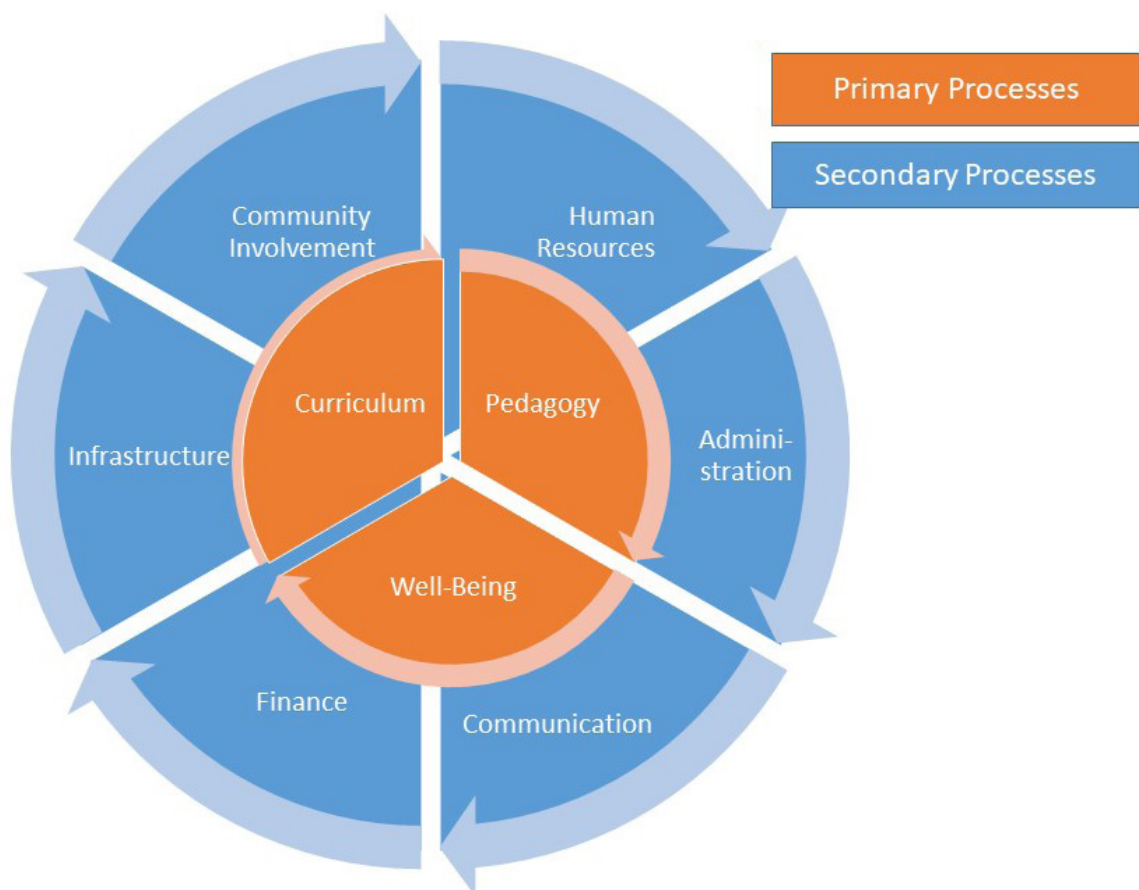 Primary Processes
Secondary Processes
Community
Involvement
Human
Resources
Curriculum
Pedagogy
Admini-
stration
Infrastructure
Well-Being
Finance
Communication